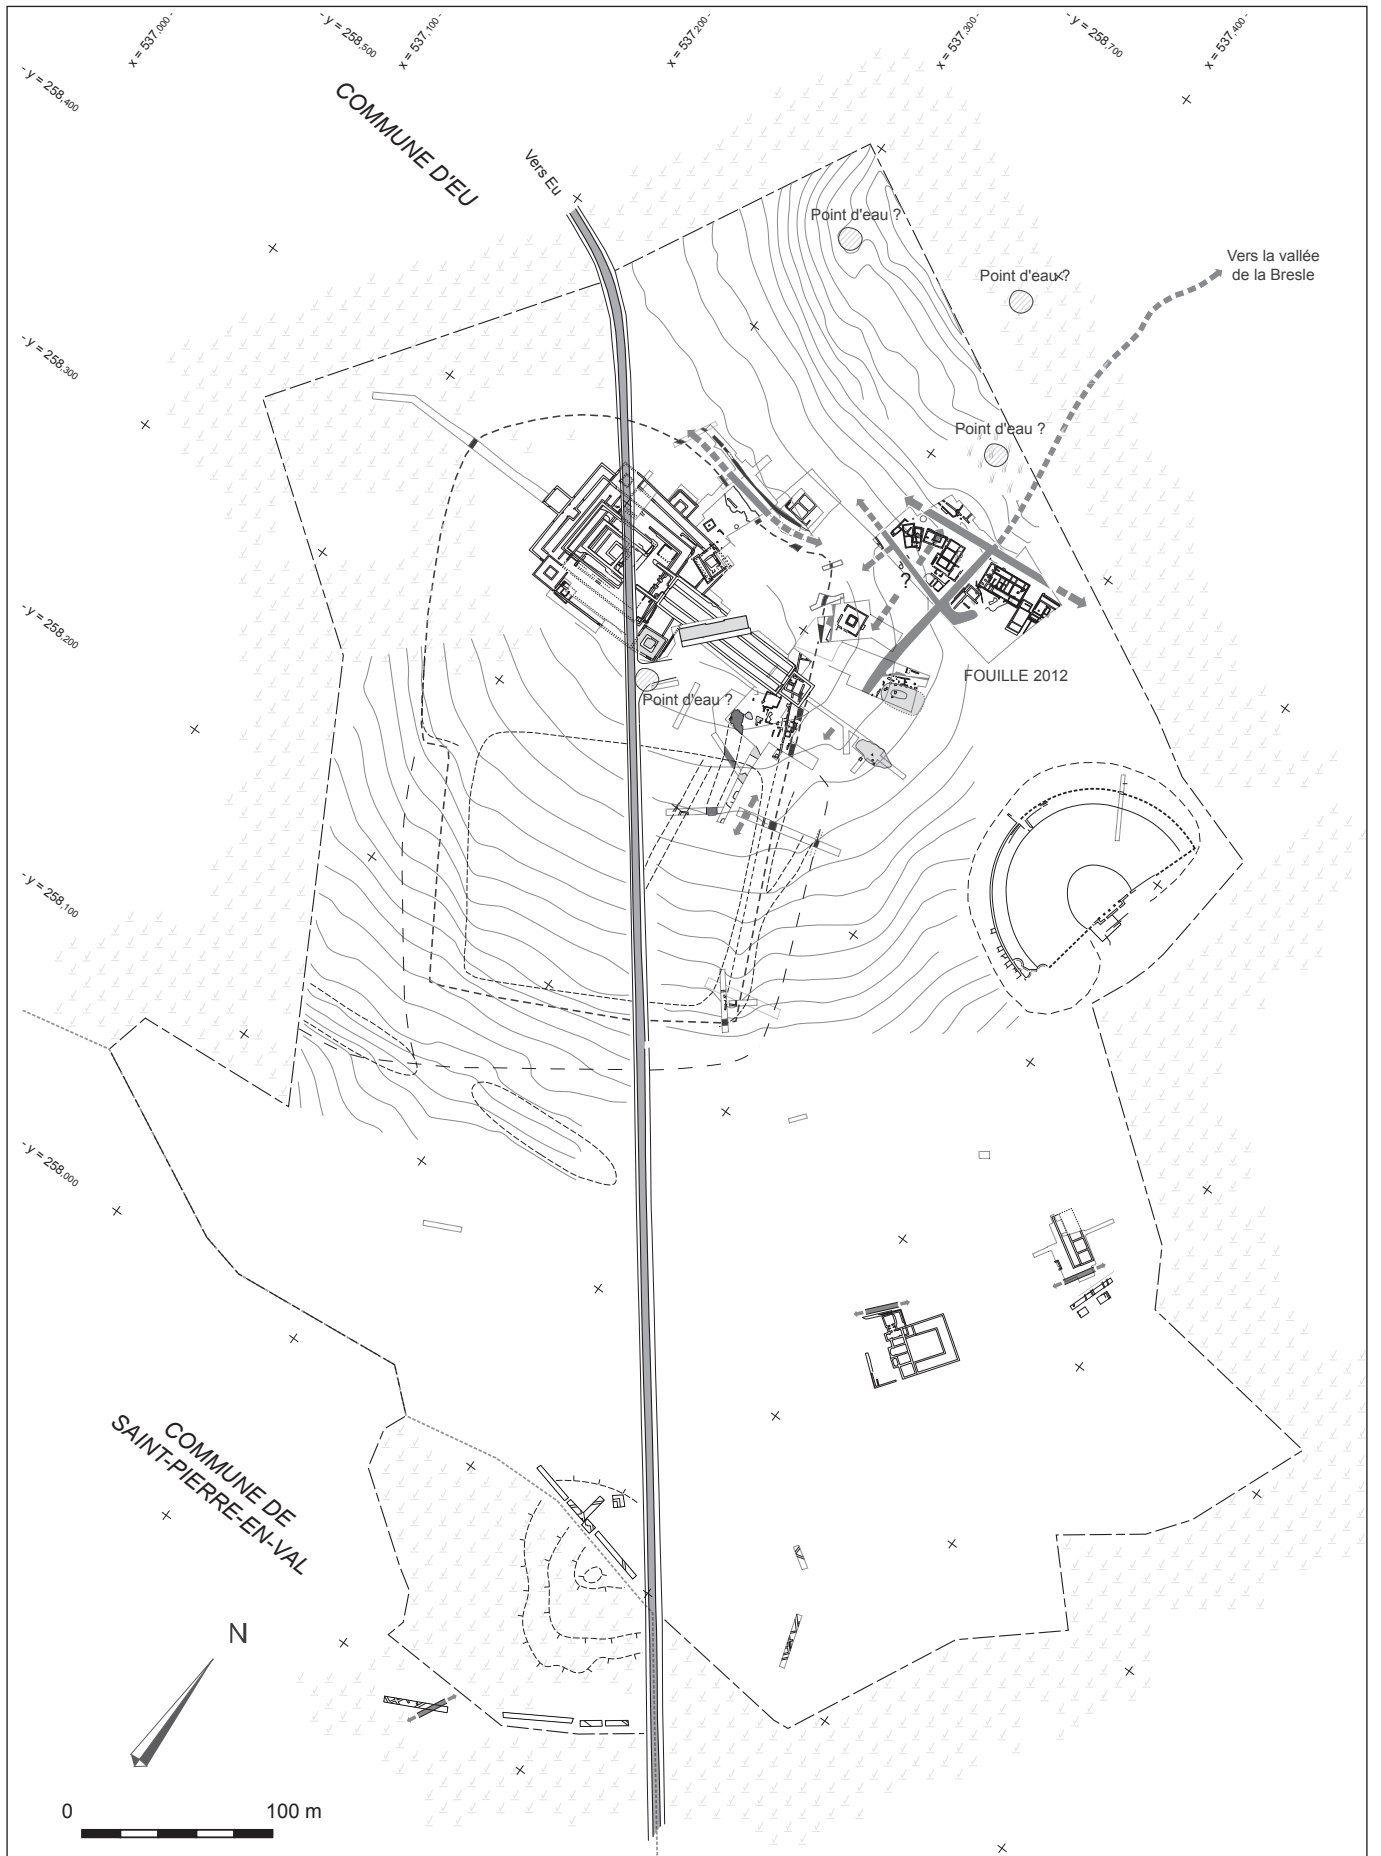 x = 537,000 -
- y = 258,500
x = 537,100 -
x = 537,200 -
x = 537,300 -
- y = 258,700
x = 537,400 -
- y = 258,400
COMMUNE D'EU
Vers Eu
Point d'eau ?
Point d'eau ?
Vers la vallée
de la Bresle
- y = 258,300
Point d'eau ?
?
- y = 258,200
FOUILLE 2012
Point d'eau ?
- y = 258,100
- y = 258,000
COMMUNE DE
SAINT-PIERRE-EN-VAL
N
0 100 m